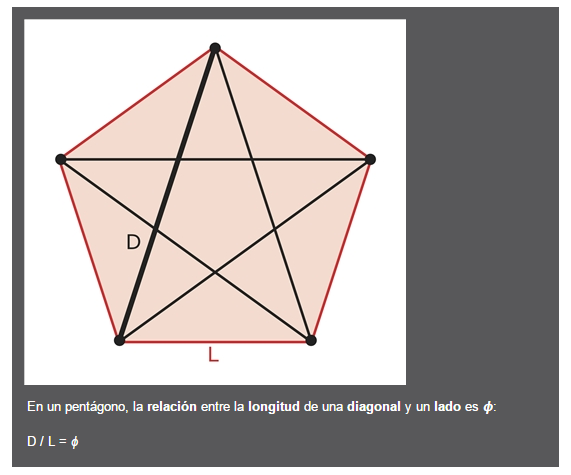 D
L
En un pentágono, la relación entre la longitud de una diagonal y un lado es ϕ:
D / L = ϕ